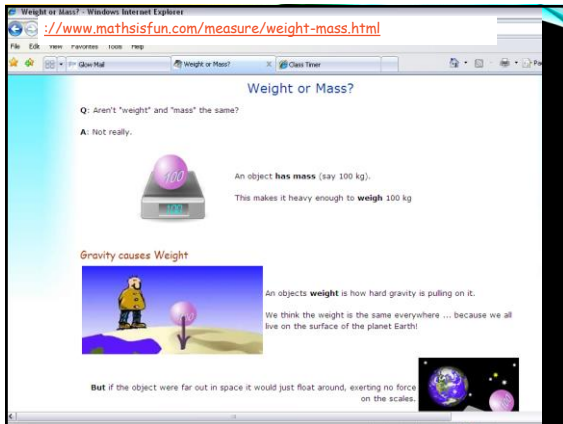 Weight or Mass? - Windows Internet Explorer
://www.mathsisfun.com/measure/weight-mass.html
File Edit View Favorites Tools Help
Glow Mail Weight or Mass? X Class Timer
Weight or Mass?
Q: Aren't "weight" and "mass" the same?
A: Not really.
100
100
An object has mass (say 100 kg).
This makes it heavy enough to weigh 100 kg
Gravity causes Weight
100
An objects weight is how hard gravity is pulling on it.
We think the weight is the same everywhere ... because we all
live on the surface of the planet Earth!
But if the object were far out in space it would just float around, exerting no force
on the scales.
100